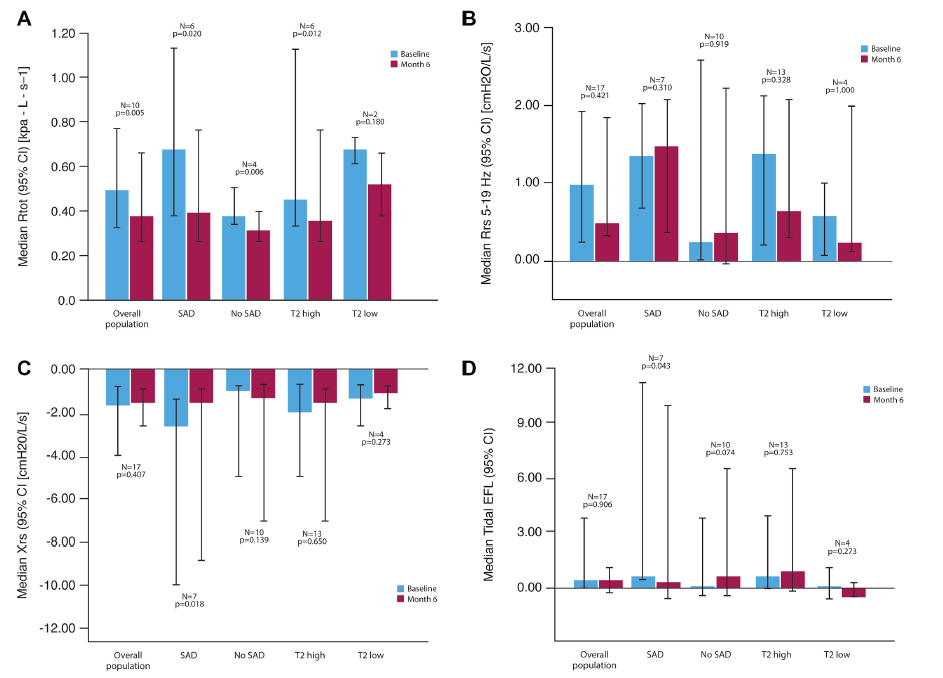 A
Median Rtot (95% CI) [kpa - L - s–1]
1.20
1.00
0.80
0.60
0.40
0.20
0.0
N=10
p=0.005
N=6
p=0.020
N=4
p=0.006
N=6
p=0.012
N=2
p=0.180
Baseline
Month 6
Overall
population
SAD
No SAD
T2 high
T2 low
B
Median Rrs 5-19 Hz (95% CI) [cmH2O/L/s]
3.00
2.00
1.00
0.00
N=17
p=0.421
N=7
p=0.310
N=10
p=0.919
N=13
p=0.328
N=4
p=1.000
Baseline
Month 6
Overall
population
SAD
No SAD
T2 high
T2 low
C
Median Xrs (95% CI [cmH20/L/s]
0.00
-2.00
-4.00
-6.00
-8.00
-10.00
-12.00
N=17
p=0.407
N=7
p=0.018
N=10
p=0.139
N=13
p=0.650
N=4
p=0.273
Baseline
Month 6
Overall
population
SAD
No SAD
T2 high
T2 low
D
Median Tidal EFL (95% CI)
12.00
9.00
6.00
3.00
0.00
N=17
p=0.906
N=7
p=0.043
N=10
p=0.074
N=13
p=0.753
N=4
p=0.273
Baseline
Month 6
Overall
population
SAD
No SAD
T2 high
T2 low